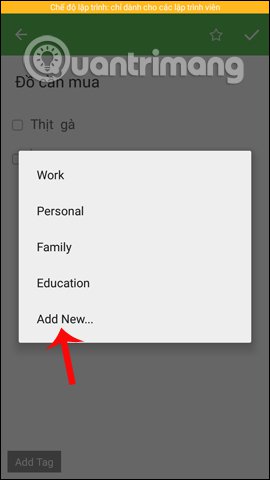 Chế độ lập trình: chỉ dành cho các lập trình viên
Quantrimang
Đồ cần mua
Thịt gà
Work
Personal
Family
Education
Add New...
Add Tag